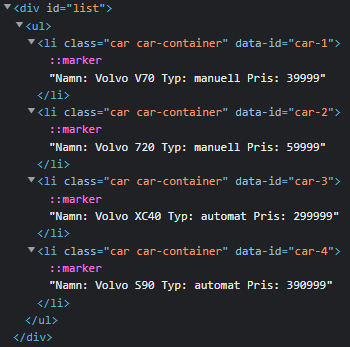 ▼<div id="list">
▼<ul>
▼<li class="car car-container" data-id="car-1">
::marker
"Namn: Volvo V70 Typ: manuell Pris: 39999"
</li>
▼<li class="car car-container" data-id="car-2">
::marker
"Namn: Volvo 720 Typ: manuell Pris: 59999"
</li>
▼<li class="car car-container" data-id="car-3">
::marker
"Namn: Volvo XC40 Typ: automat Pris: 299999"
</li>
▼<li class="car car-container" data-id="car-4">
::marker
"Namn: Volvo S90 Typ: automat Pris: 390999"
</li>
</ul>
</div>